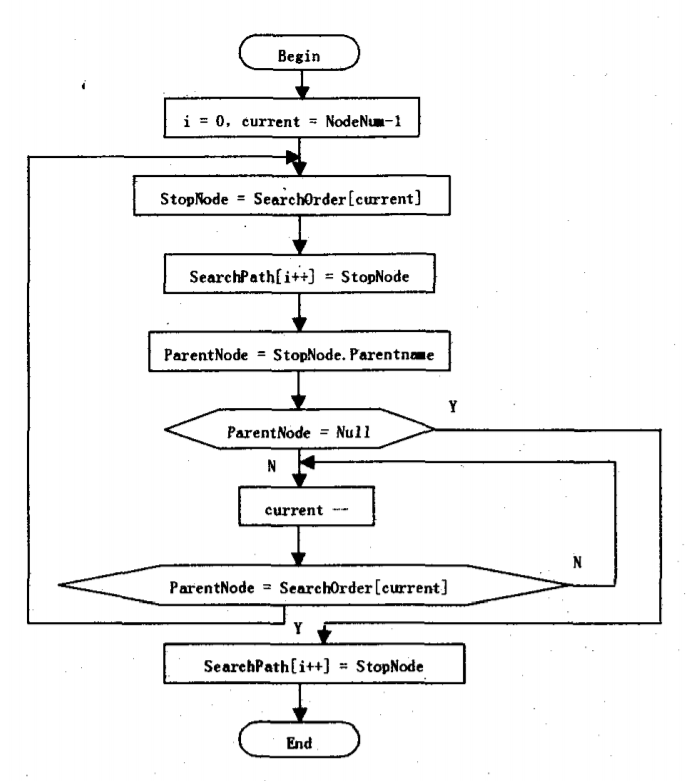 Begin
i = 0, current = NodeNum-1
StopNode = SearchOrder[current]
SearchPath[i++] = StopNode
ParentNode = StopNode.Parentname
Y
ParentNode = Null
N
current --
N
ParentNode = SearchOrder[current]
Y
SearchPath[i++] = StopNode
End